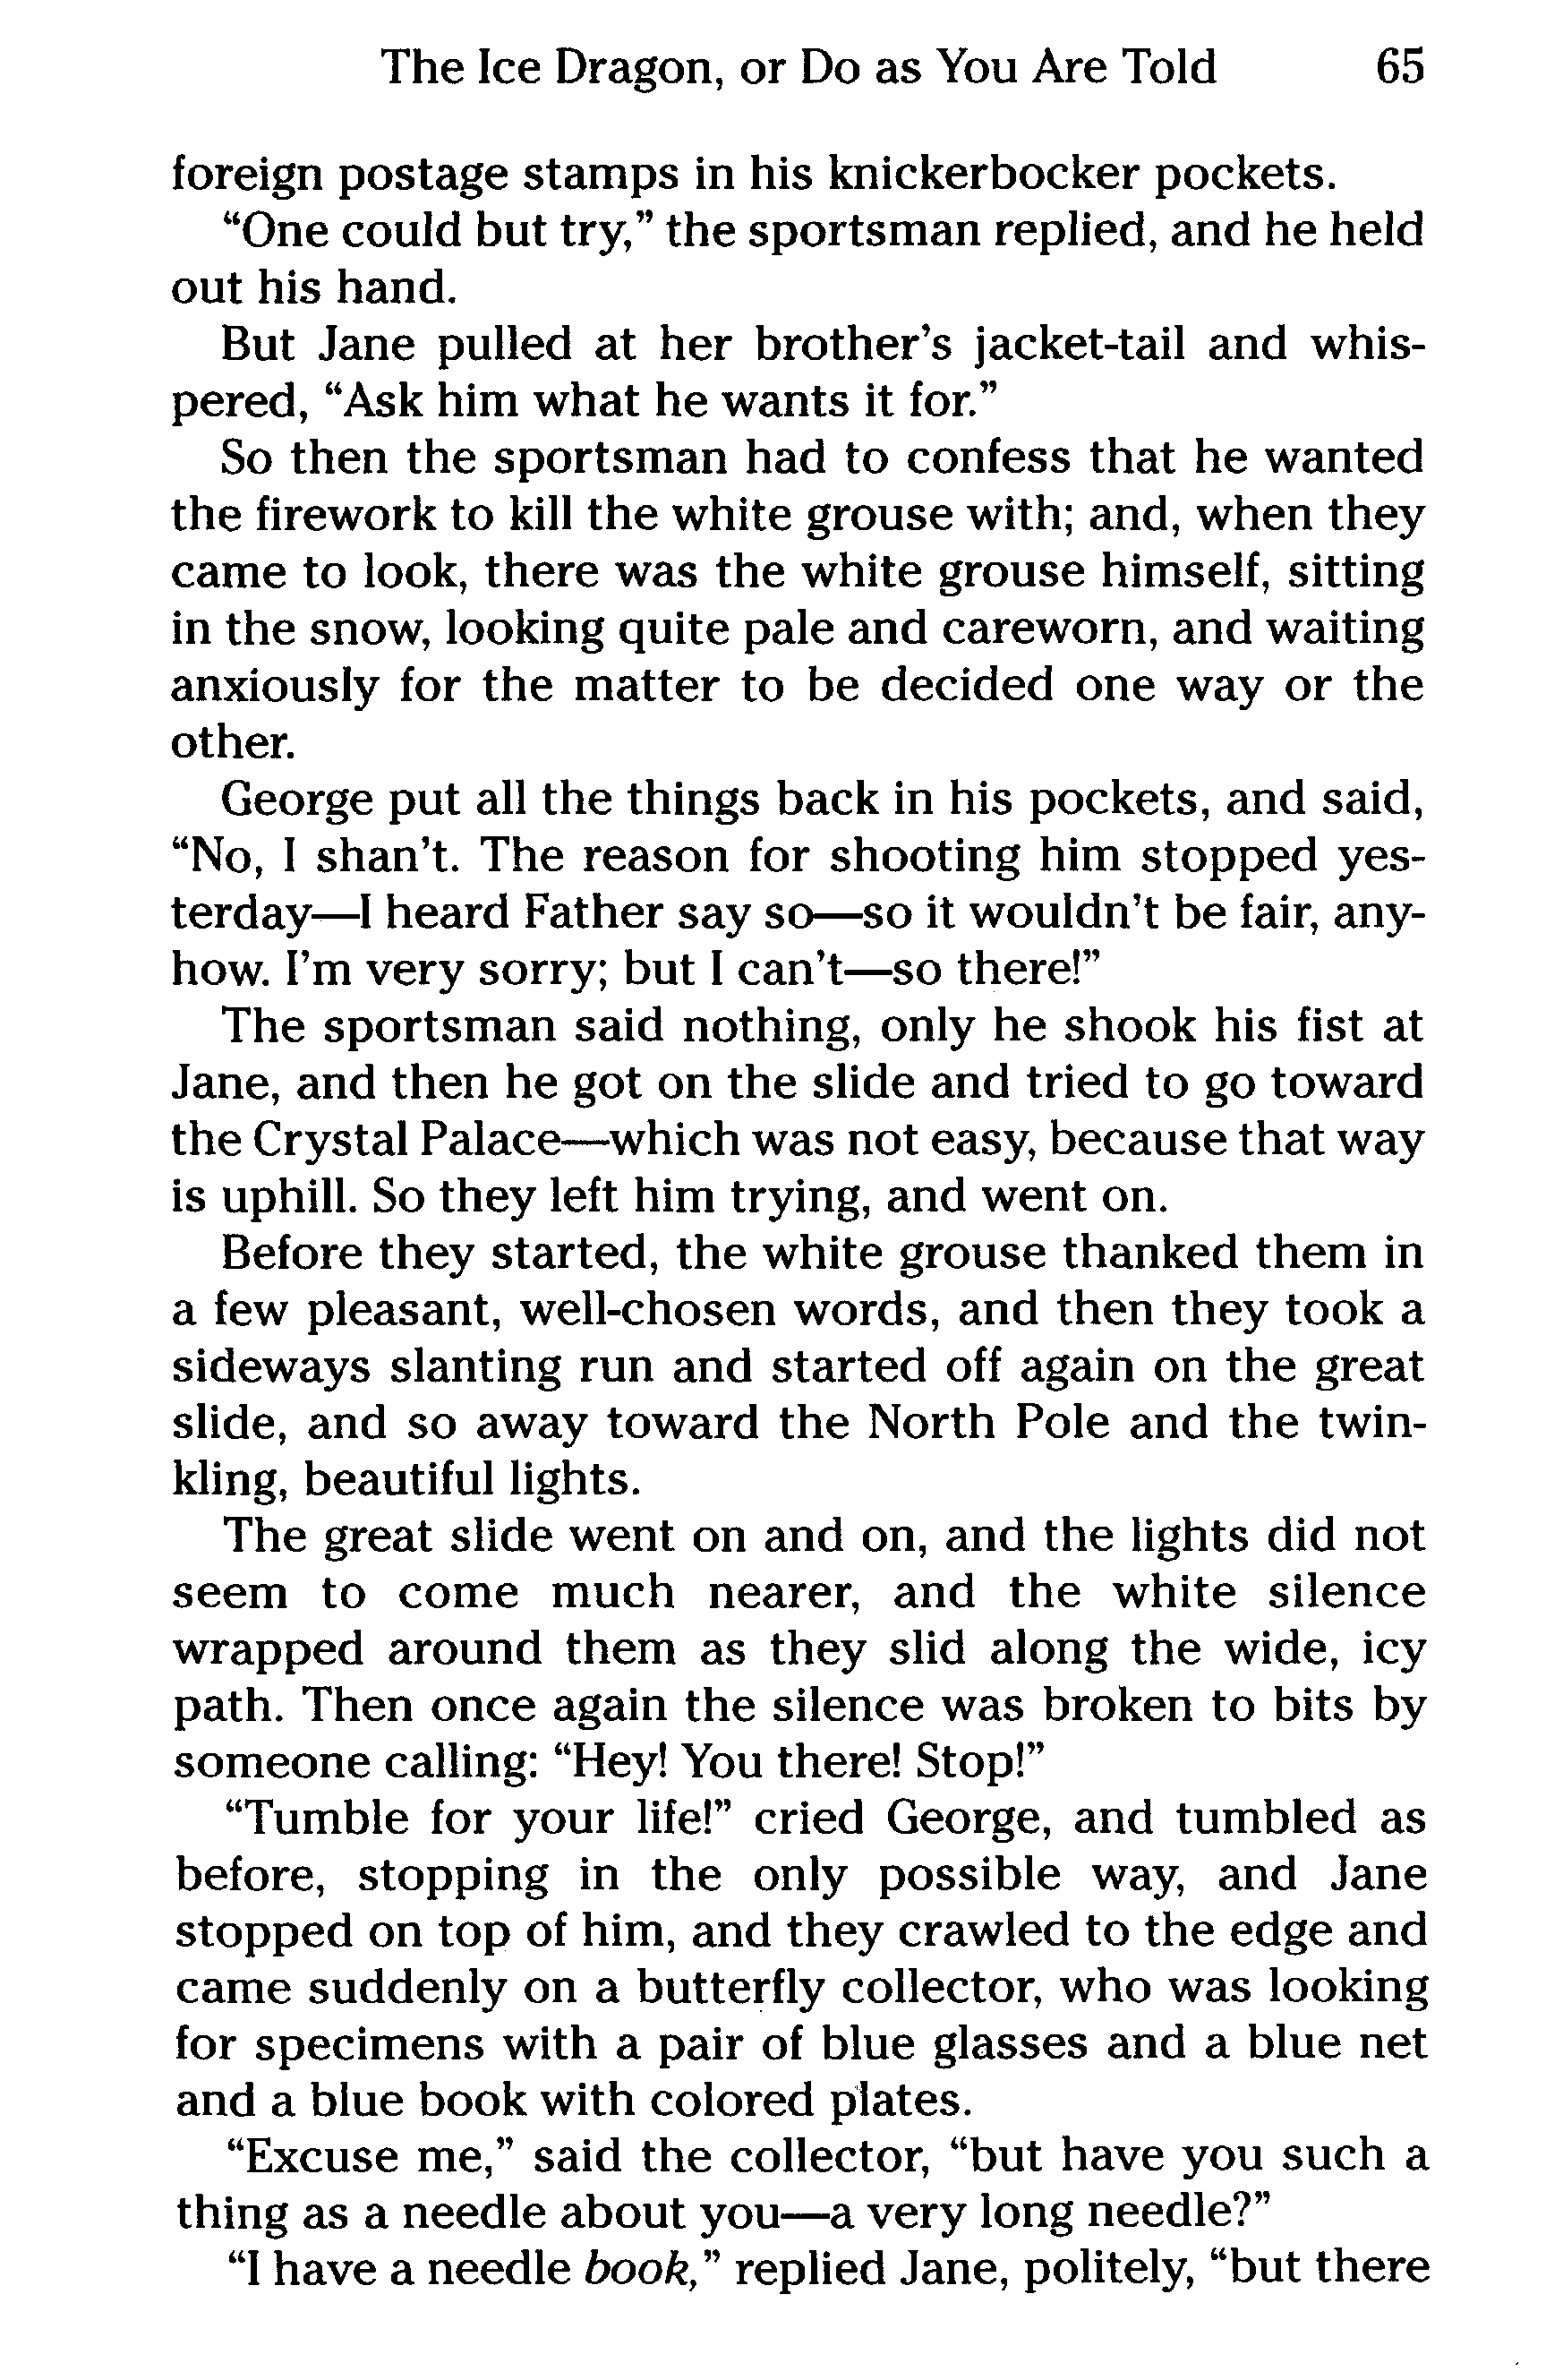 The Ice Dragon, or Do as You Are Told 65
foreign postage stamps in his knickerbocker pockets.
“One could but try,” the sportsman replied, and he held
out his hand.
But Jane pulled at her brother’s jacket-tail and whis-
pered, “Ask him what he wants it for.”
So then the sportsman had to confess that he wanted
the firework to kill the white grouse with; and, when they
came to look, there was the white grouse himself, sitting
in the snow, looking quite pale and careworn, and waiting
anxiously for the matter to be decided one way or the
other.
George put all the things back in his pockets, and said,
“No, I shan’t. The reason for shooting him stopped yes-
terday—I heard Father say so—so it wouldn’t be fair, any-
how. I’m very sorry; but I can’t—so there!”
The sportsman said nothing, only he shook his fist at
Jane, and then he got on the slide and tried to go toward
the Crystal Palace—which was not easy, because that way
is uphill. So they left him trying, and went on.
Before they started, the white grouse thanked them in
a few pleasant, well-chosen words, and then they took a
sideways slanting run and started off again on the great
slide, and so away toward the North Pole and the twin-
kling, beautiful lights.
The great slide went on and on, and the lights did not
seem to come much nearer, and the white silence
wrapped around them as they slid along the wide, icy
path. Then once again the silence was broken to bits by
someone calling: “Hey! You there! Stop!”
“Tumble for your life!” cried George, and tumbled as
before, stopping in the only possible way, and Jane
stopped on top of him, and they crawled to the edge and
came suddenly on a butterfly collector, who was looking
for specimens with a pair of blue glasses and a blue net
and a blue book with colored plates.
“Excuse me,” said the collector, “but have you such a
thing as a needle about you—a very long needle?”
“I have a needle book,” replied Jane, politely, “but there